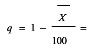 q = 1 − X̄ / 100 =